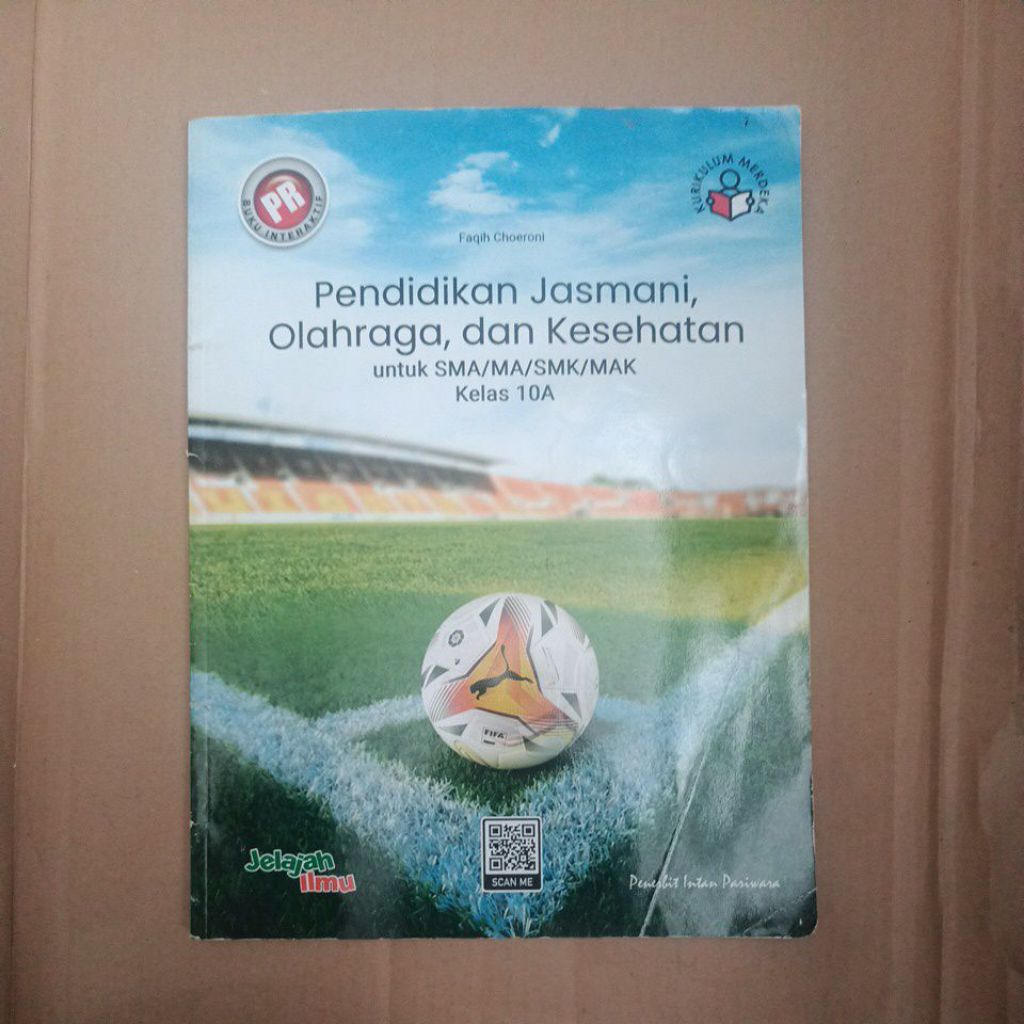 PR
BUKU INTERAKTIF
KURIKULUM MERDEKA
Faqih Choeroni
Pendidikan Jasmani,
Olahraga, dan Kesehatan
untuk SMA/MA/SMK/MAK
Kelas 10A
FIFA
SCAN ME
Jelajah
Ilmu
Penerbit Intan Pariwara